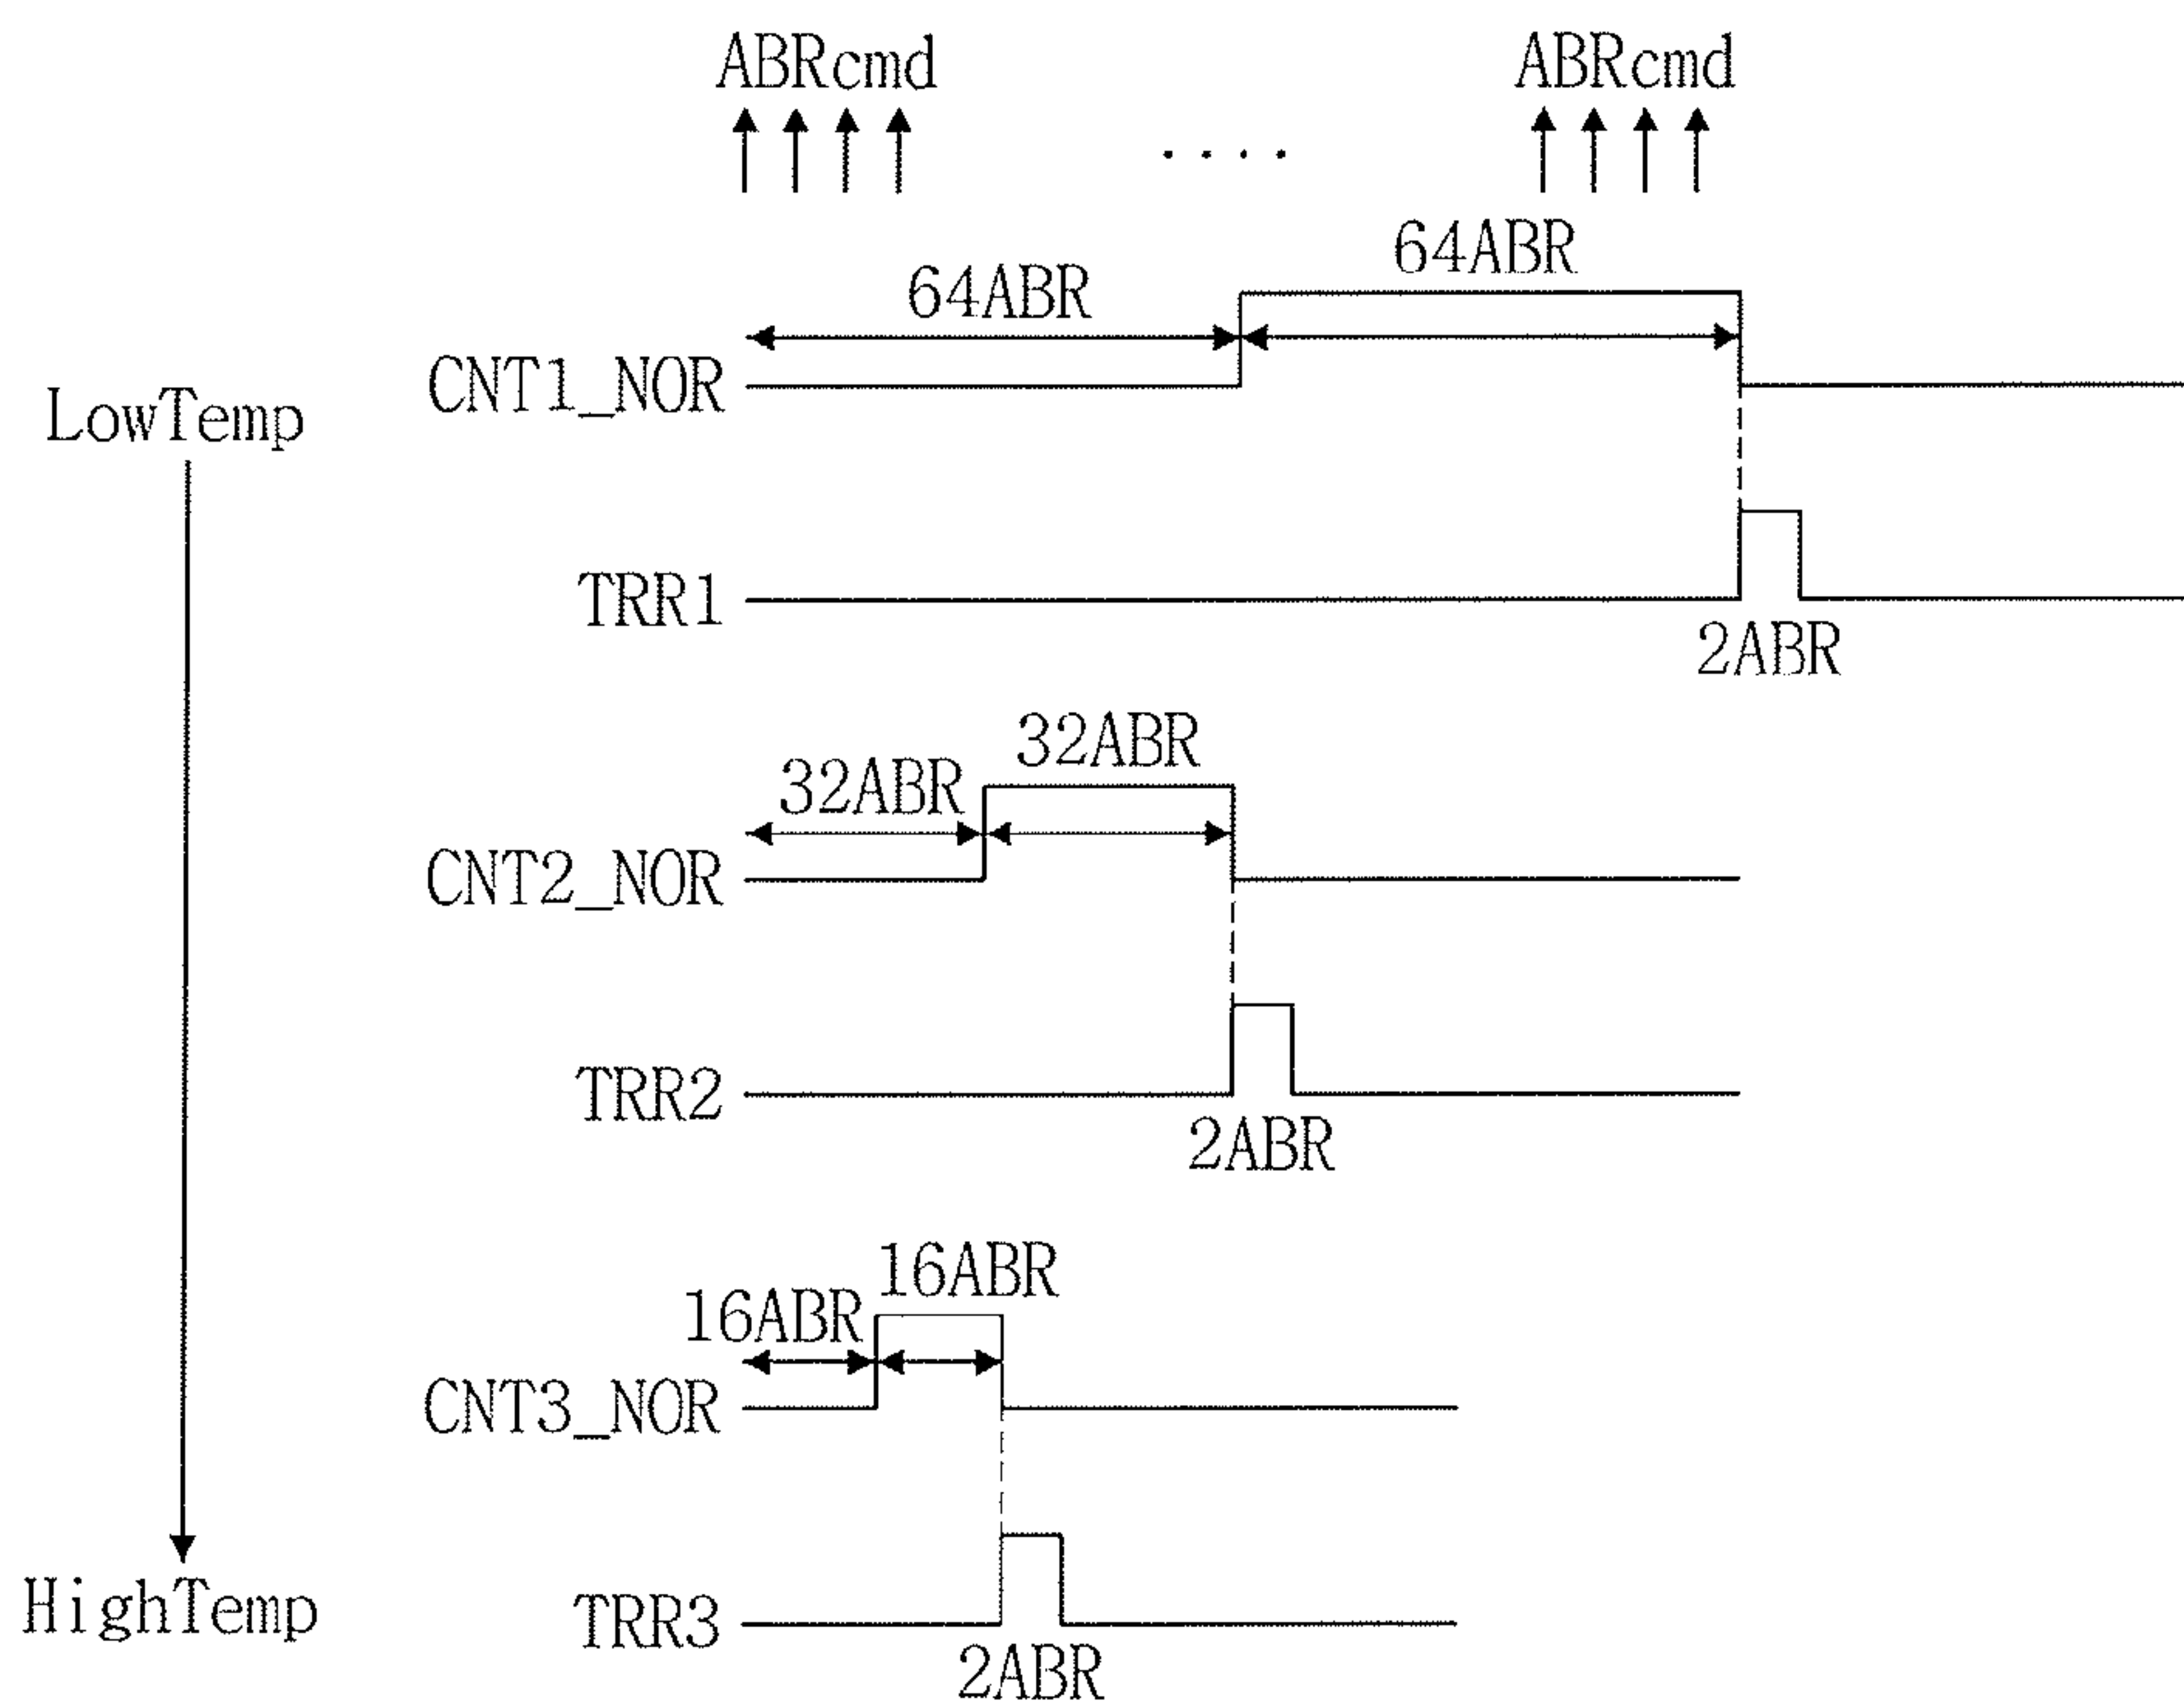 ABRcmd ABRcmd
....
64ABR
64ABR
CNT1_NOR
LowTemp
TRR1
2ABR
32ABR
32ABR
CNT2_NOR
TRR2
2ABR
16ABR
16ABR
CNT3_NOR
HighTemp
TRR3
2ABR